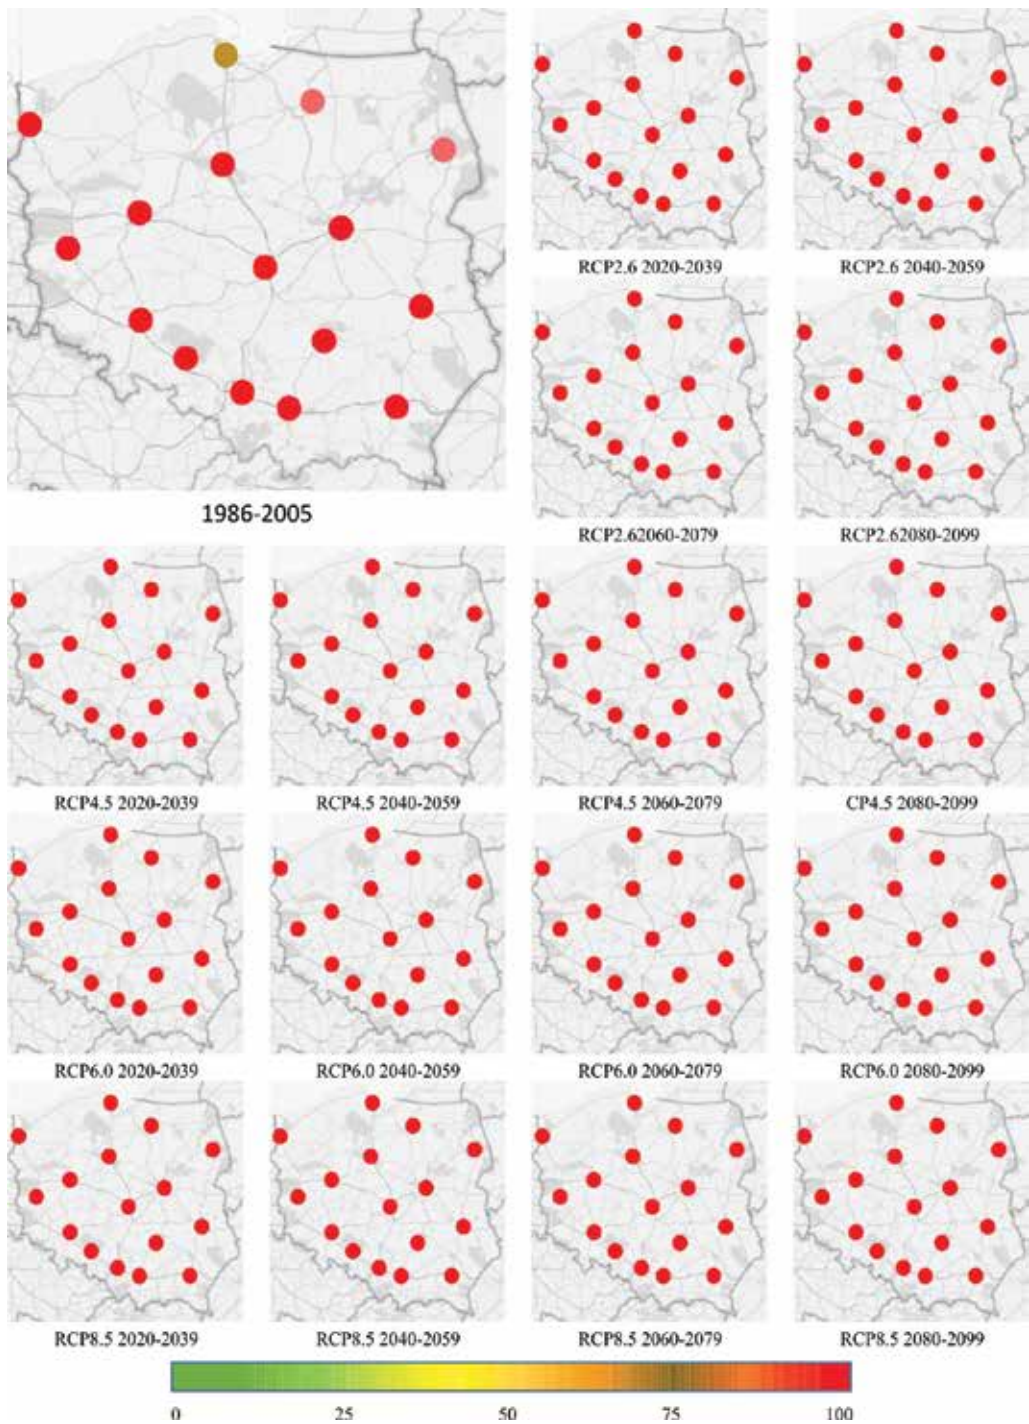 RCP2.6 2020-2039 RCP2.6 2040-2059
1986-2005
RCP2.62060-2079 RCP2.62080-2099
RCP4.5 2020-2039 RCP4.5 2040-2059 RCP4.5 2060-2079 CP4.5 2080-2099
RCP6.0 2020-2039 RCP6.0 2040-2059 RCP6.0 2060-2079 RCP6.0 2080-2099
RCP8.5 2020-2039 RCP8.5 2040-2059 RCP8.5 2060-2079 RCP8.5 2080-2099
0 25 50 75 100